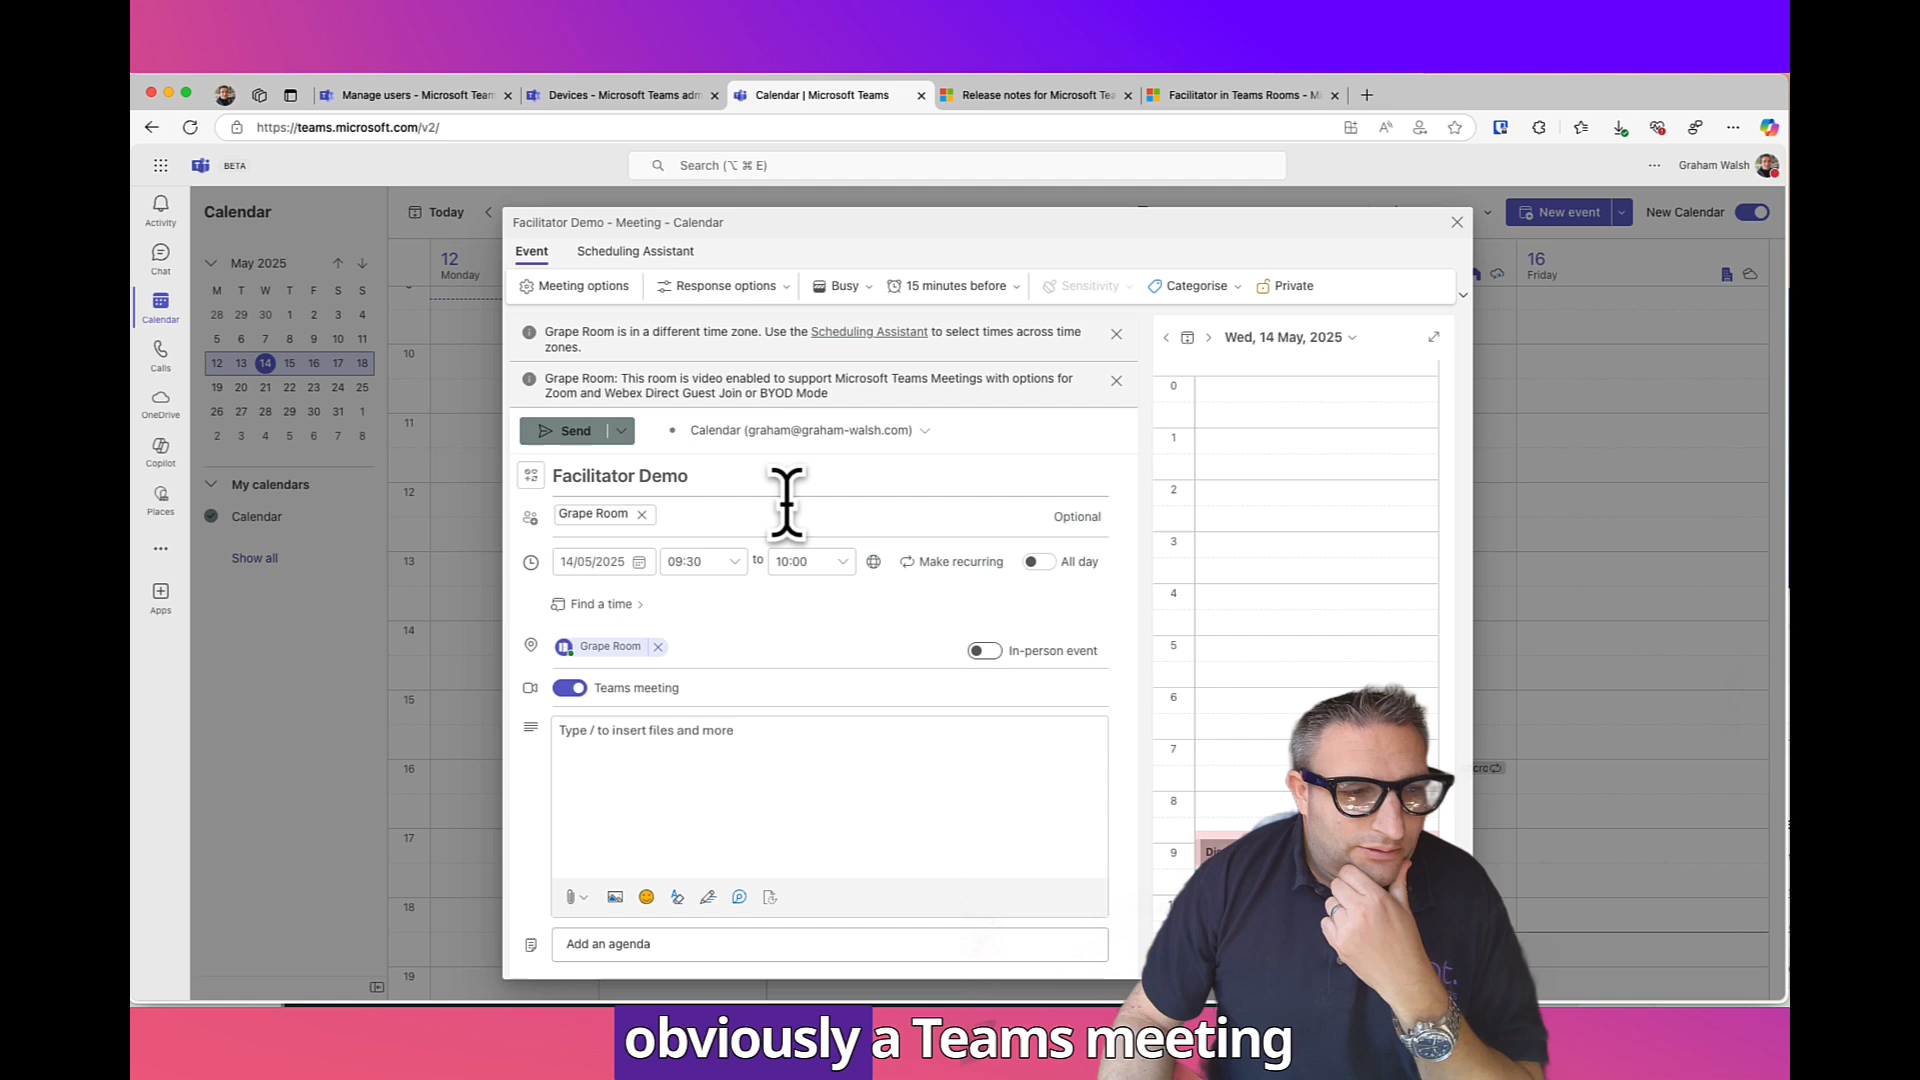 Manage users - Microsoft Team
Devices - Microsoft Teams adm
Calendar | Microsoft Teams
Release notes for Microsoft Tea
Facilitator in Teams Rooms - M
https://teams.microsoft.com/v2/
BETA
Search (⌥ ⌘ E)
Graham Walsh
Activity
Chat
Calendar
Calls
OneDrive
Copilot
Places
Apps
Calendar
May 2025
M T W T F S S
28 29 30 1 2 3 4
5 6 7 8 9 10 11
12 13 14 15 16 17 18
19 20 21 22 23 24 25
26 27 28 29 30 31 1
2 3 4 5 6 7 8
My calendars
Calendar
Show all
Today
New event
New Calendar
12
Monday
16
Friday
10
11
12
13
14
15
16
17
18
19
Facilitator Demo - Meeting - Calendar
Event
Scheduling Assistant
Meeting options
Response options
Busy
15 minutes before
Sensitivity
Categorise
Private
Grape Room is in a different time zone. Use the Scheduling Assistant to select times across time
zones.
Grape Room: This room is video enabled to support Microsoft Teams Meetings with options for
Zoom and Webex Direct Guest Join or BYOD Mode
Send
Calendar (graham@graham-walsh.com)
Facilitator Demo
Grape Room
Optional
14/05/2025
09:30
to
10:00
Make recurring
All day
Find a time
Grape Room
In-person event
Teams meeting
Type / to insert files and more
Add an agenda
Wed, 14 May, 2025
0
1
2
3
4
5
6
7
8
9
obviously a Teams meeting